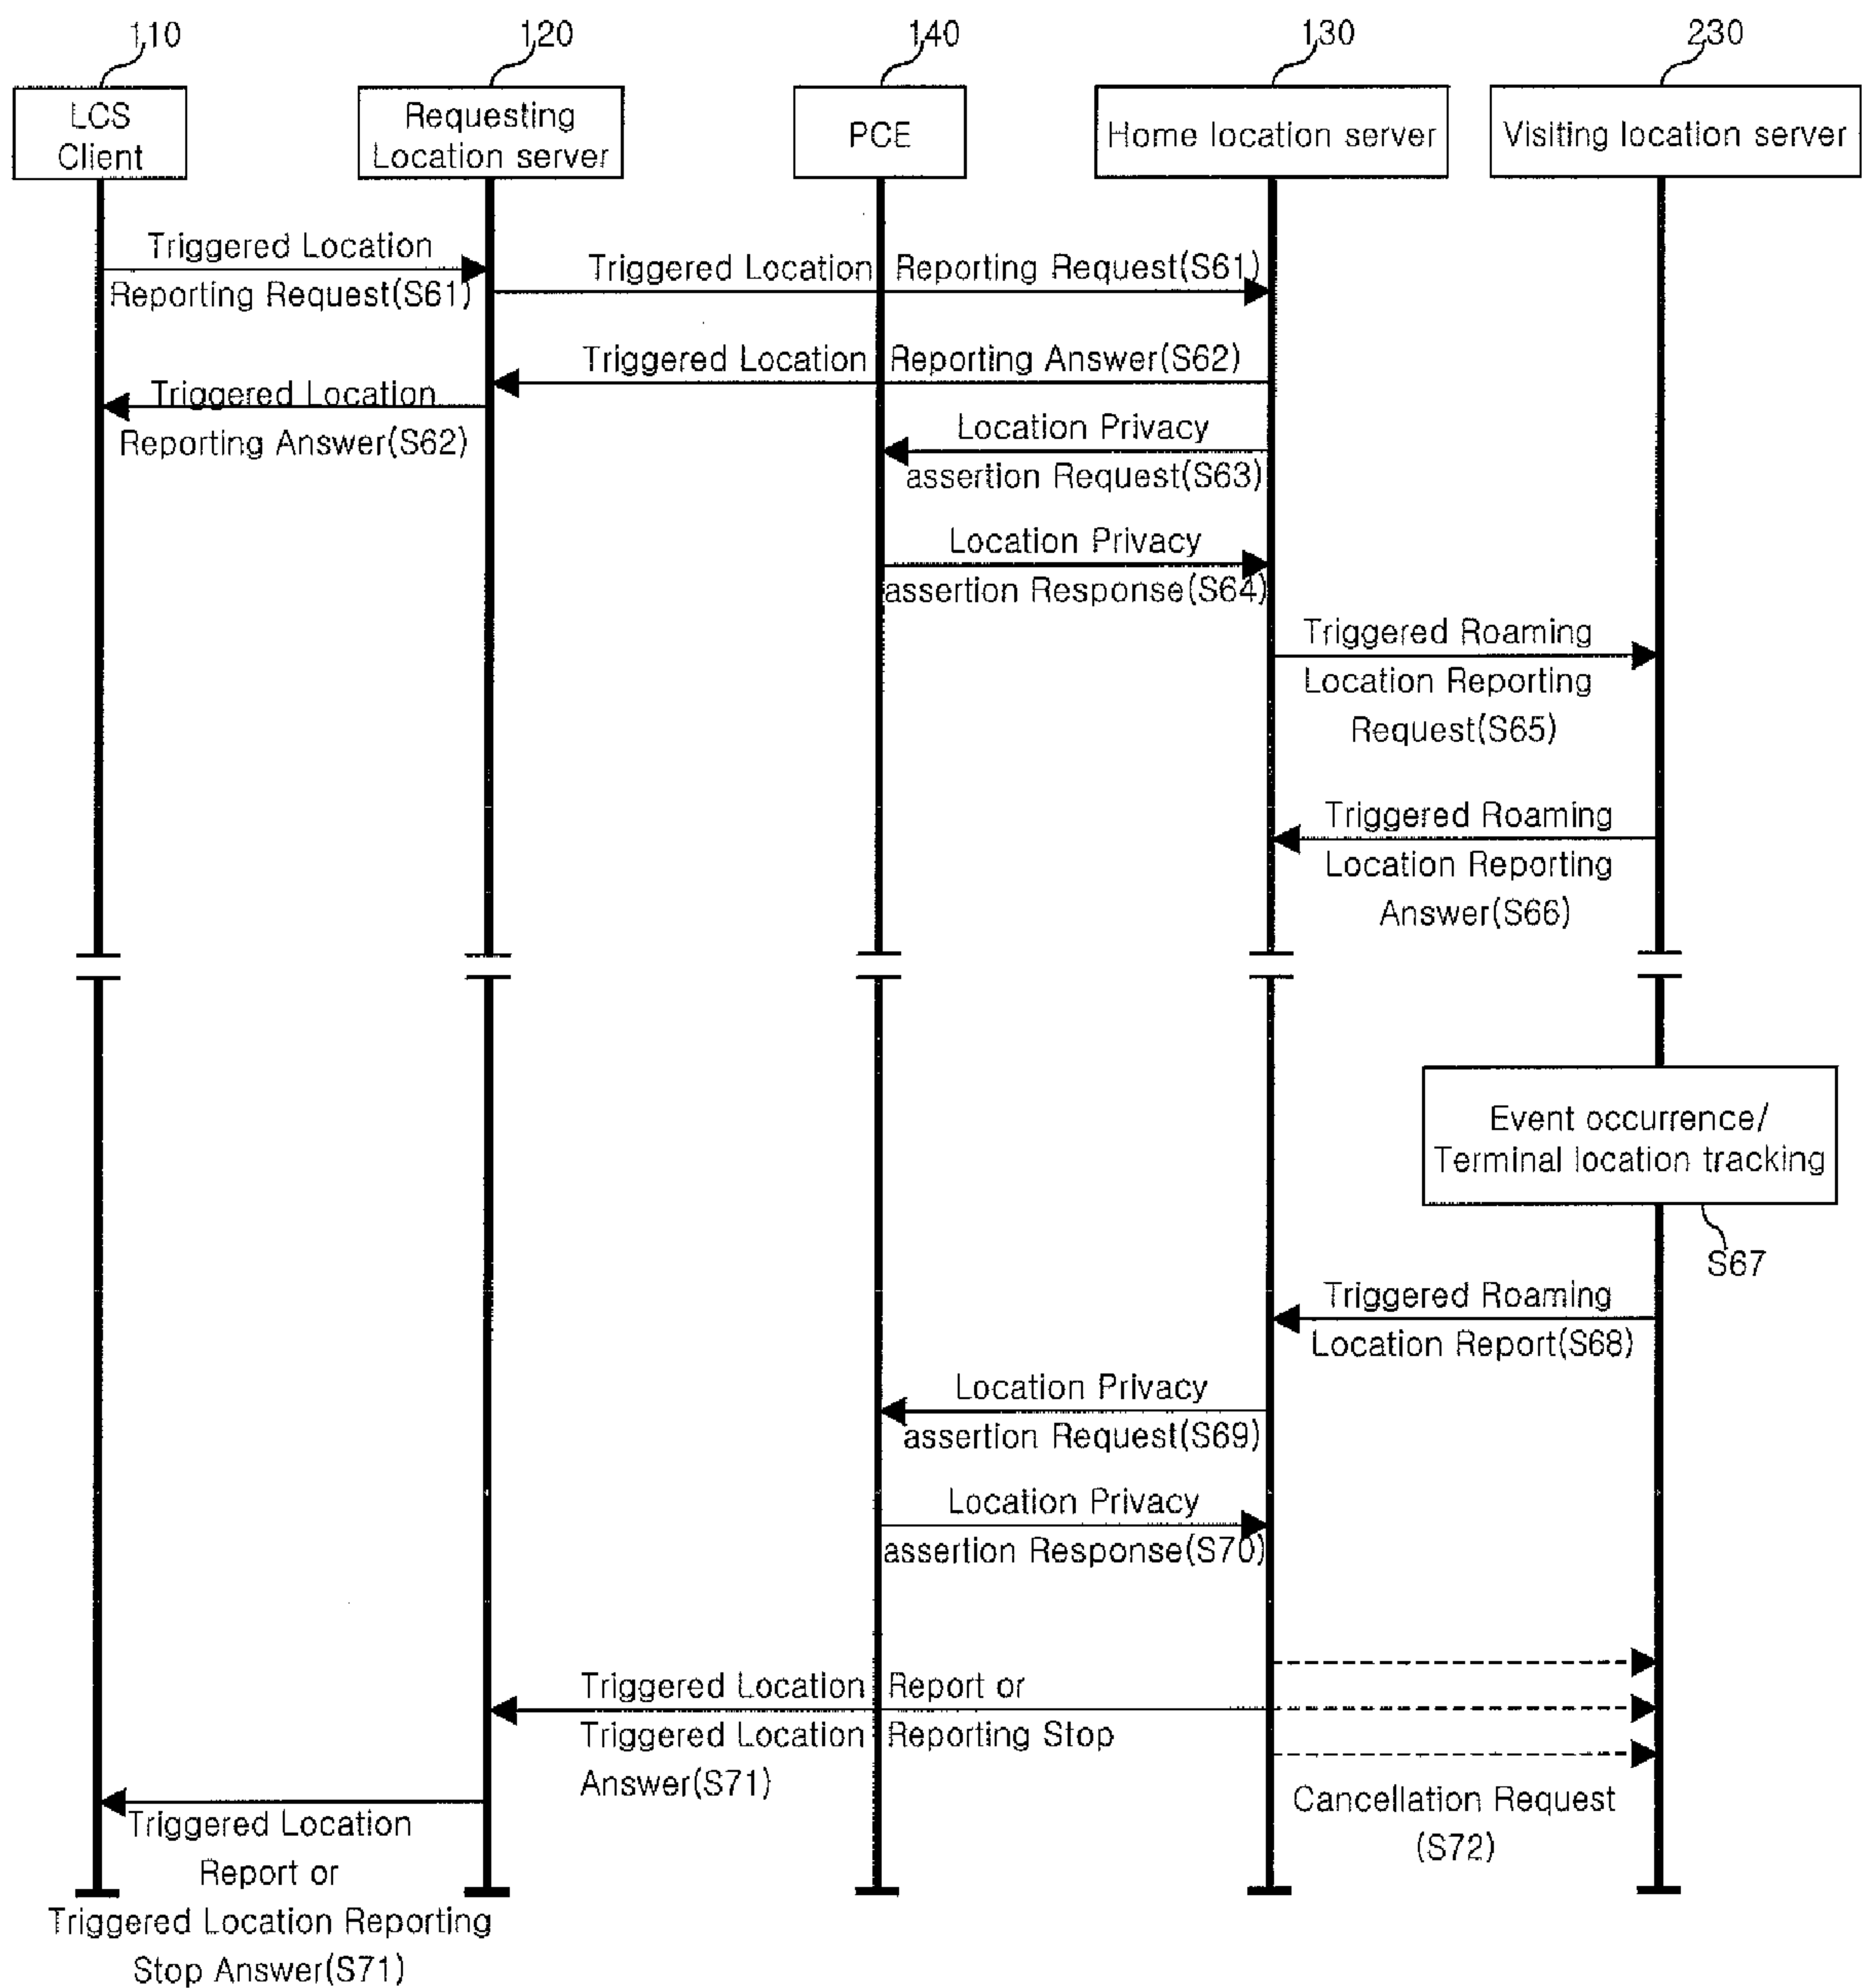 110
120
140
130
230
LCS
Client
Requesting
Location server
PCE
Home location server
Visiting location server
Triggered Location
Reporting Request(S61)
Triggered Location Reporting Request(S61)
Triggered Location Reporting Answer(S62)
Triggered Location
Reporting Answer(S62)
Location Privacy
assertion Request(S63)
Location Privacy
assertion Response(S64)
Triggered Roaming
Location Reporting
Request(S65)
Triggered Roaming
Location Reporting
Answer(S66)
Event occurrence/
Terminal location tracking
S67
Triggered Roaming
Location Report(S68)
Location Privacy
assertion Request(S69)
Location Privacy
assertion Response(S70)
Triggered Location Report or
Triggered Location Reporting Stop
Answer(S71)
Cancellation Request
(S72)
Triggered Location
Report or
Triggered Location Reporting
Stop Answer(S71)